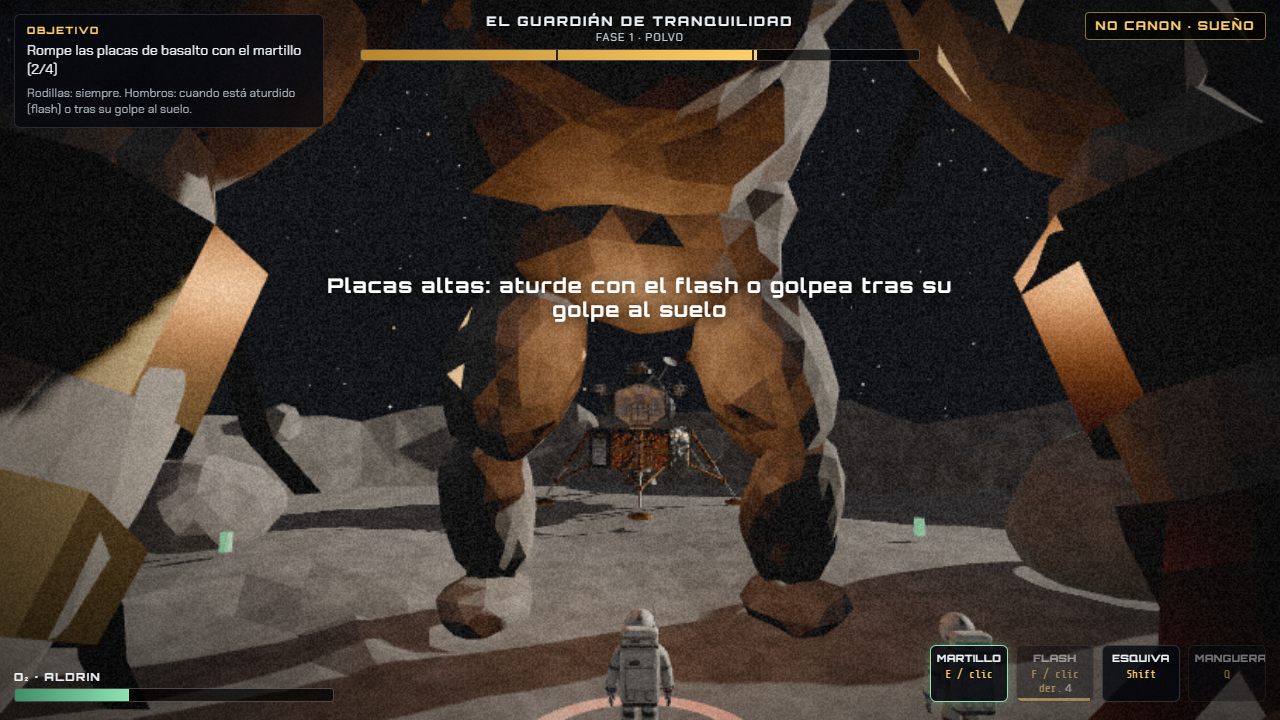 OBJETIVO
Rompe las placas de basalto con el martillo
(2/4)
Rodillas: siempre. Hombros: cuando está aturdido
(flash) o tras su golpe al suelo.
EL GUARDIÁN DE TRANQUILIDAD
FASE 1 · POLVO
NO CANON · SUEÑO
Placas altas: aturde con el flash o golpea tras su
golpe al suelo
O₂ · ALDRIN
MARTILLO
E / clic
FLASH
F / clic
der. 4
ESQUIVA
Shift
MANGUERA
Q